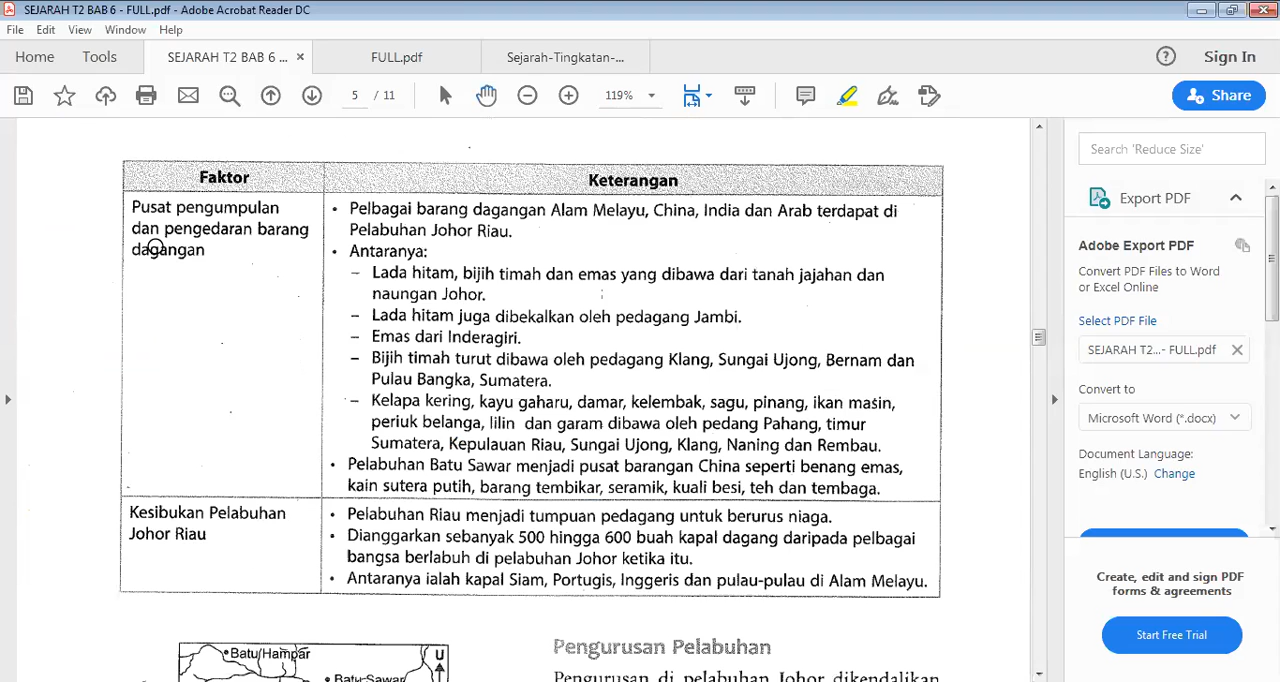 SEJARAH T2 BAB 6 - FULL.pdf - Adobe Acrobat Reader DC
File Edit View Window Help
Home Tools SEJARAH T2 BAB 6 ... × FULL.pdf Sejarah-Tingkatan-... Sign In
5 / 11 119% Share
Faktor Keterangan
Pusat pengumpulan
dan pengedaran barang
dagangan
• Pelbagai barang dagangan Alam Melayu, China, India dan Arab terdapat di
Pelabuhan Johor Riau.
• Antaranya:
– Lada hitam, bijih timah dan emas yang dibawa dari tanah jajahan dan
naungan Johor.
– Lada hitam juga dibekalkan oleh pedagang Jambi.
– Emas dari Inderagiri.
– Bijih timah turut dibawa oleh pedagang Klang, Sungai Ujong, Bernam dan
Pulau Bangka, Sumatera.
– Kelapa kering, kayu gaharu, damar, kelembak, sagu, pinang, ikan masin,
periuk belanga, lilin dan garam dibawa oleh pedang Pahang, timur
Sumatera, Kepulauan Riau, Sungai Ujong, Klang, Naning dan Rembau.
• Pelabuhan Batu Sawar menjadi pusat barangan China seperti benang emas,
kain sutera putih, barang tembikar, seramik, kuali besi, teh dan tembaga.
Kesibukan Pelabuhan
Johor Riau
• Pelabuhan Riau menjadi tumpuan pedagang untuk berurus niaga.
• Dianggarkan sebanyak 500 hingga 600 buah kapal dagang daripada pelbagai
bangsa berlabuh di pelabuhan Johor ketika itu.
• Antaranya ialah kapal Siam, Portugis, Inggeris dan pulau-pulau di Alam Melayu.
Batu Hampar
U
Batu Sawar
Pengurusan Pelabuhan
Pengurusan di pelabuhan Johor dikendalikan
Search 'Reduce Size'
Export PDF
Adobe Export PDF
Convert PDF Files to Word
or Excel Online
Select PDF File
SEJARAH T2...- FULL.pdf ×
Convert to
Microsoft Word (*.docx)
Document Language:
English (U.S.) Change
Create, edit and sign PDF
forms & agreements
Start Free Trial